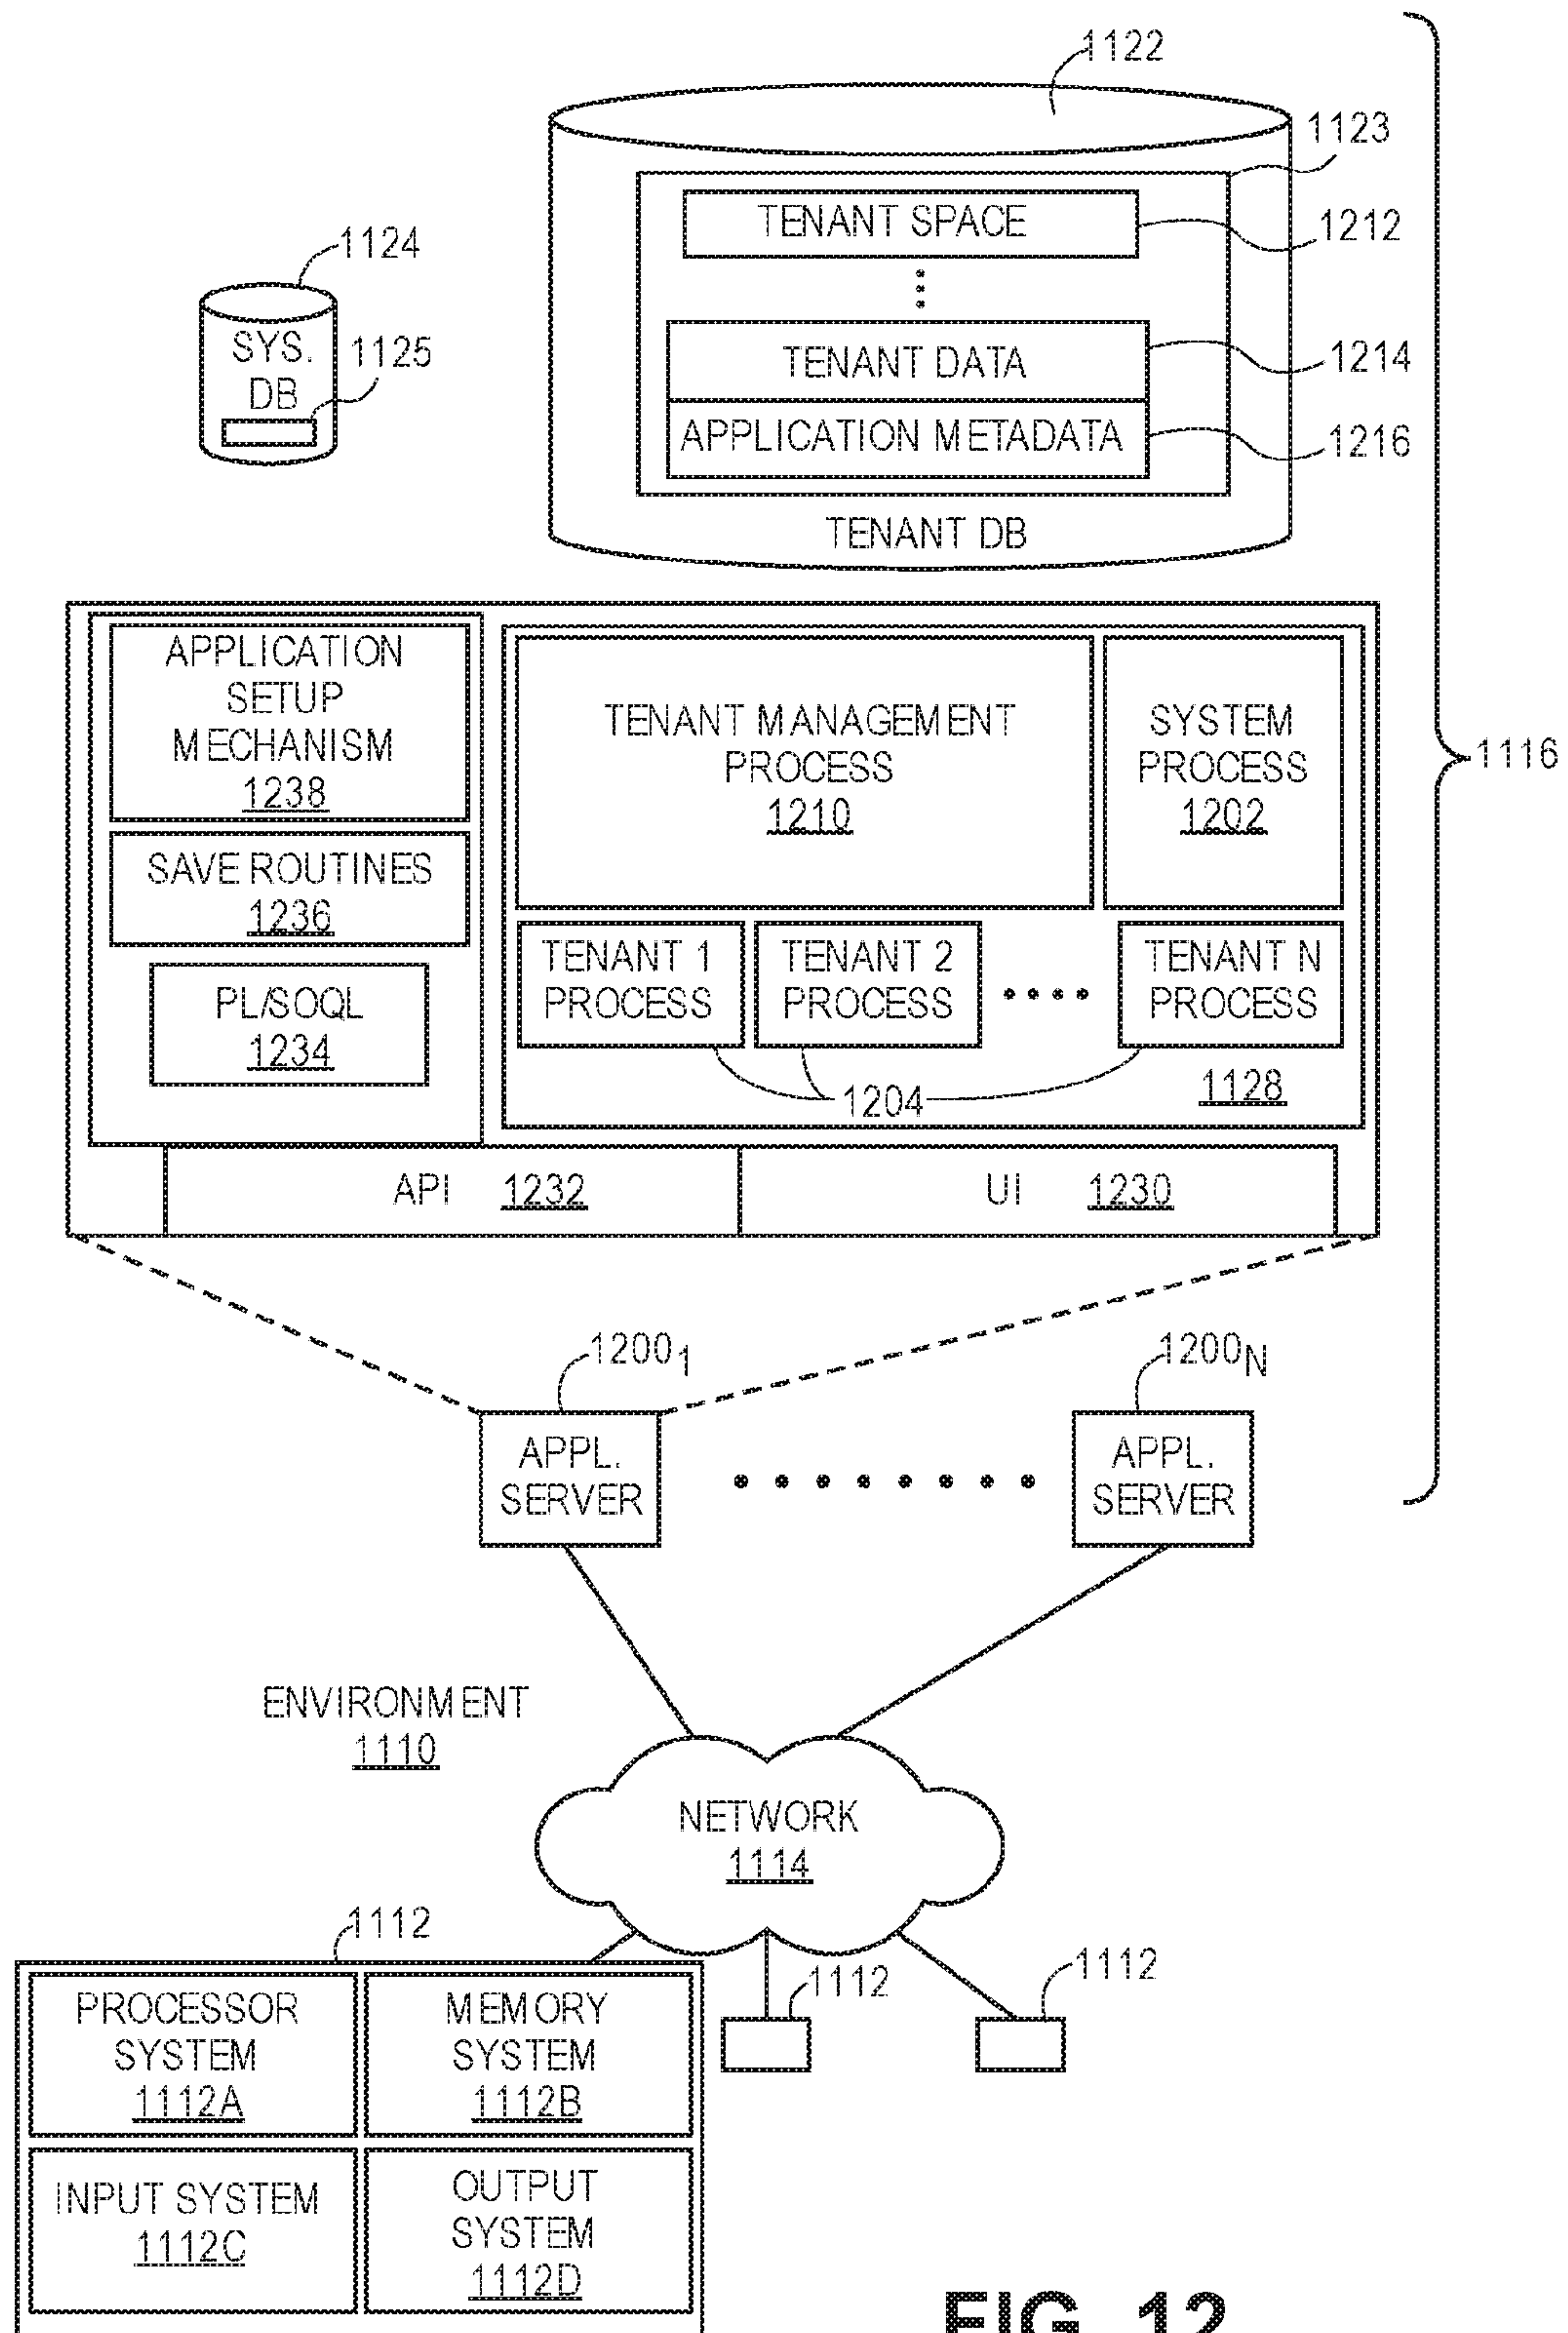 1122
1123
TENANT SPACE
1212
1124
SYS.
DB
1125
TENANT DATA
1214
APPLICATION METADATA
1216
TENANT DB
APPLICATION
SETUP
MECHANISM
1238
SAVE ROUTINES
1236
PL/SOQL
1234
TENANT MANAGEMENT
PROCESS
1210
SYSTEM
PROCESS
1202
1116
TENANT 1
PROCESS
TENANT 2
PROCESS
TENANT N
PROCESS
1204
1128
API 1232
UI 1230
1200₁
1200N
APPL.
SERVER
APPL.
SERVER
ENVIRONMENT
1110
NETWORK
1114
1112
1112
1112
PROCESSOR
SYSTEM
1112A
MEMORY
SYSTEM
1112B
INPUT SYSTEM
1112C
OUTPUT
SYSTEM
1112D
FIG. 12